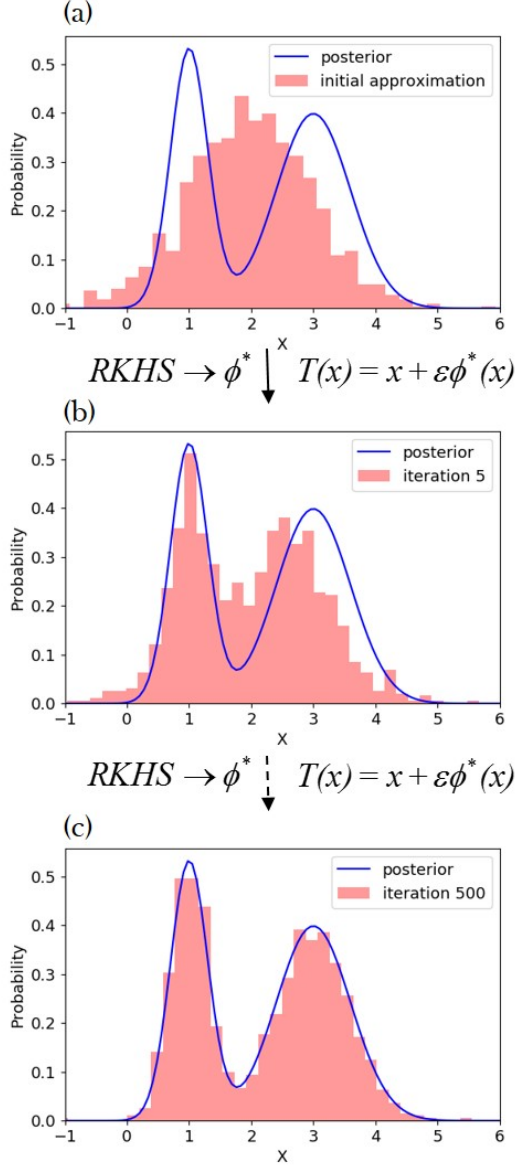 (a)
posterior
initial approximation
Probability
0.5
0.4
0.3
0.2
0.1
0.0
−1 0 1 2 3 4 5 6
X
RKHS → ϕ* T(x) = x + εϕ*(x)
(b)
posterior
iteration 5
Probability
0.5
0.4
0.3
0.2
0.1
0.0
−1 0 1 2 3 4 5 6
X
RKHS → ϕ* T(x) = x + εϕ*(x)
(c)
posterior
iteration 500
Probability
0.5
0.4
0.3
0.2
0.1
0.0
−1 0 1 2 3 4 5 6
X